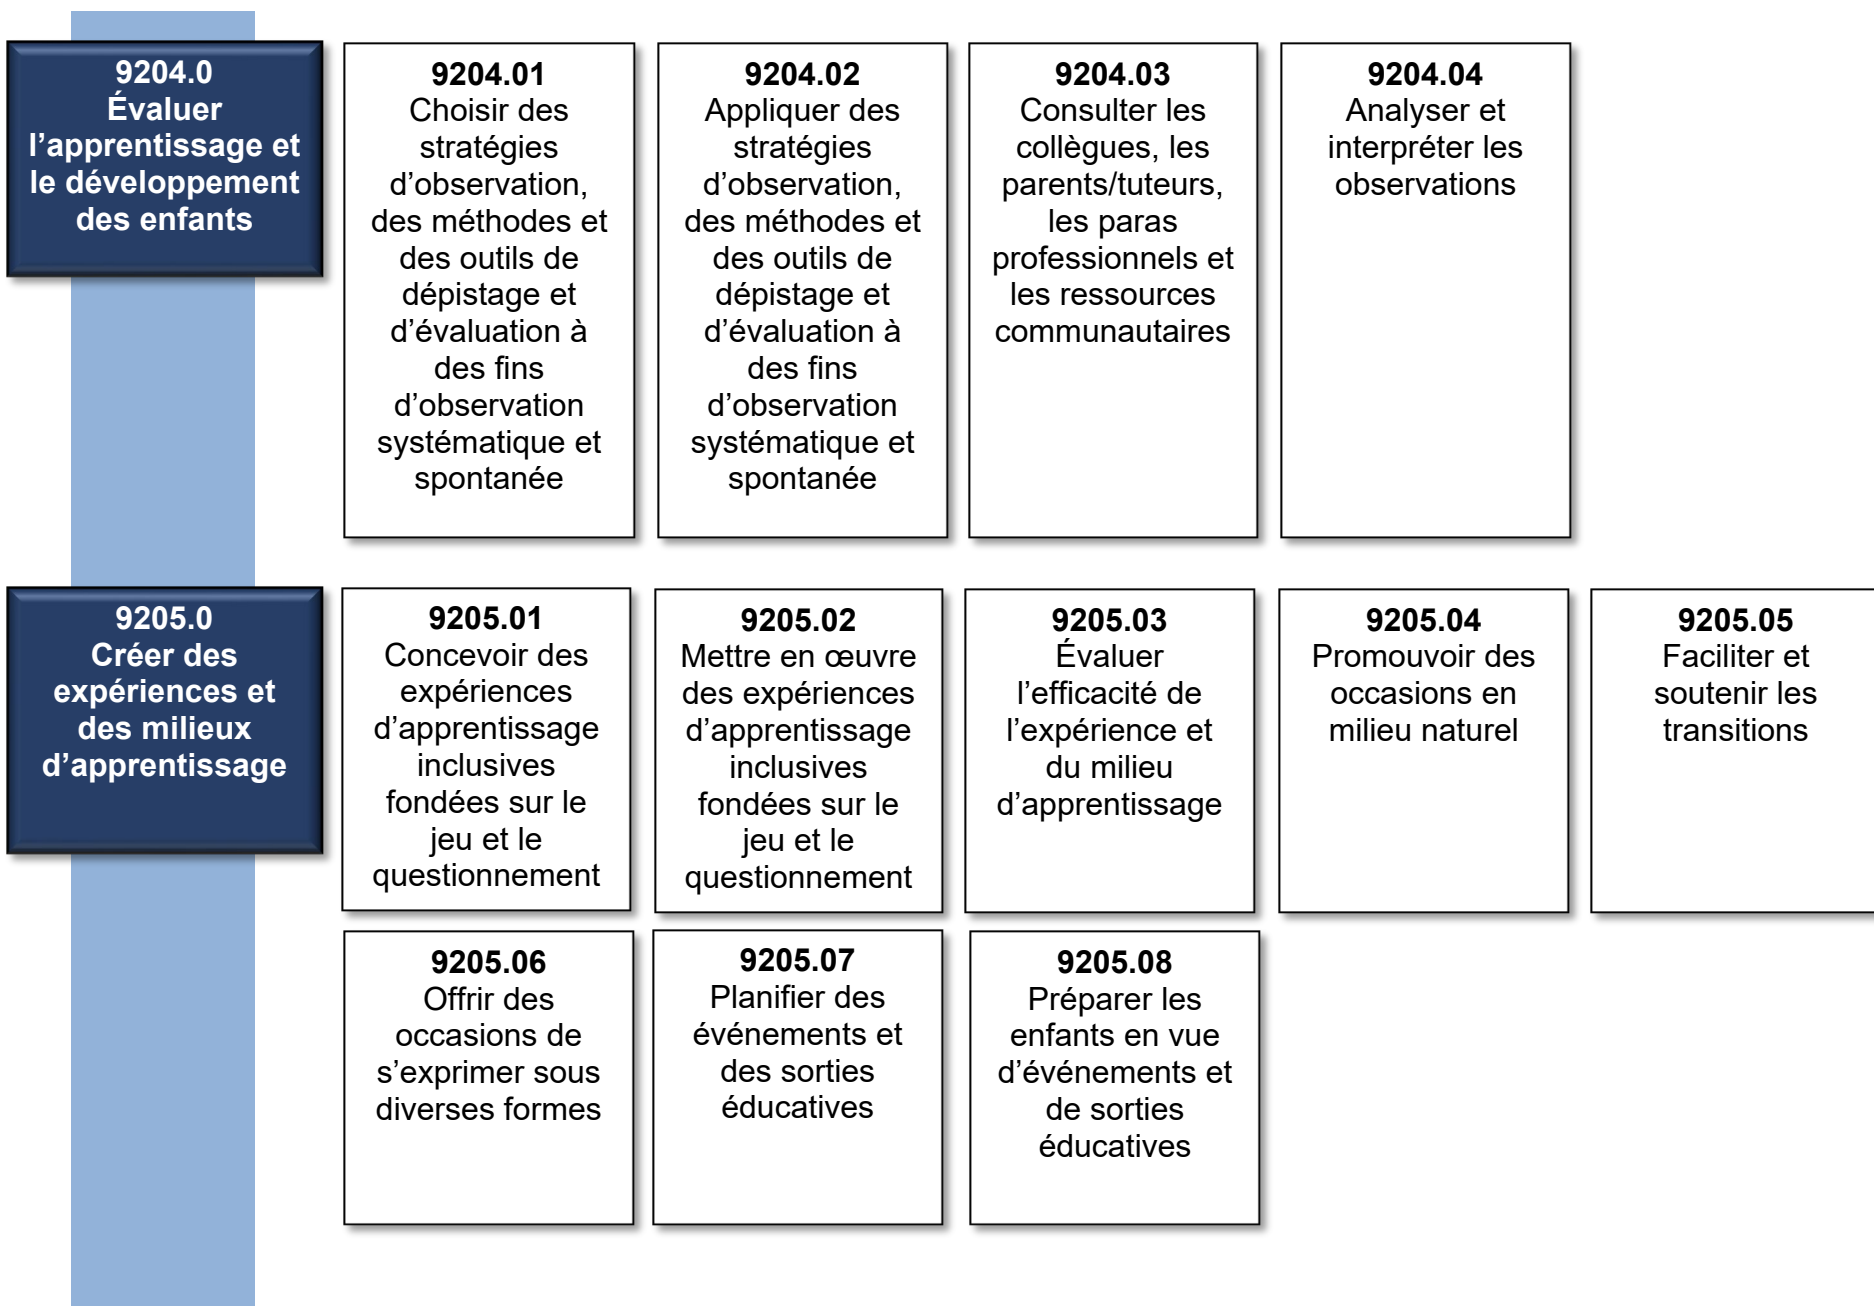 9204.0
Évaluer
l’apprentissage et
le développement
des enfants
9204.01
Choisir des
stratégies
d’observation,
des méthodes et
des outils de
dépistage et
d’évaluation à
des fins
d’observation
systématique et
spontanée
9204.02
Appliquer des
stratégies
d’observation,
des méthodes et
des outils de
dépistage et
d’évaluation à
des fins
d’observation
systématique et
spontanée
9204.03
Consulter les
collègues, les
parents/tuteurs,
les paras
professionnels et
les ressources
communautaires
9204.04
Analyser et
interpréter les
observations
9205.0
Créer des
expériences et
des milieux
d’apprentissage
9205.01
Concevoir des
expériences
d’apprentissage
inclusives
fondées sur le
jeu et le
questionnement
9205.02
Mettre en œuvre
des expériences
d’apprentissage
inclusives
fondées sur le
jeu et le
questionnement
9205.03
Évaluer
l’efficacité de
l’expérience et
du milieu
d’apprentissage
9205.04
Promouvoir des
occasions en
milieu naturel
9205.05
Faciliter et
soutenir les
transitions
9205.06
Offrir des
occasions de
s’exprimer sous
diverses formes
9205.07
Planifier des
événements et
des sorties
éducatives
9205.08
Préparer les
enfants en vue
d’événements et
de sorties
éducatives